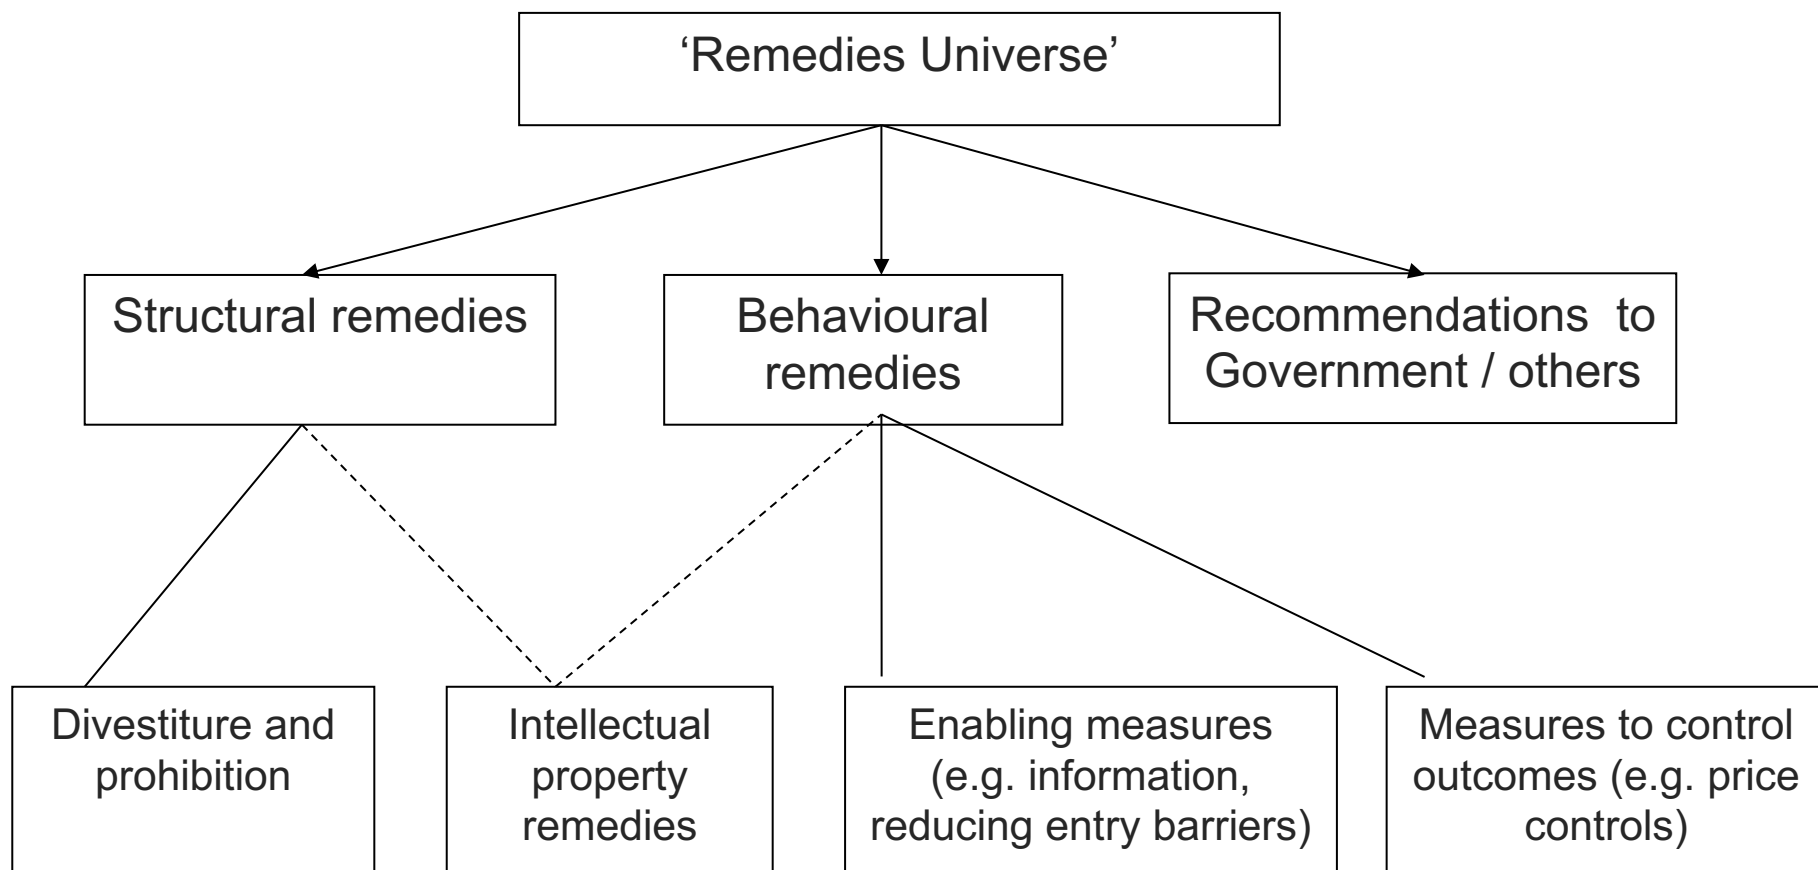 ‘Remedies Universe’
Structural remedies
Behavioural
remedies
Recommendations to
Government / others
Divestiture and
prohibition
Intellectual
property
remedies
Enabling measures
(e.g. information,
reducing entry barriers)
Measures to control
outcomes (e.g. price
controls)